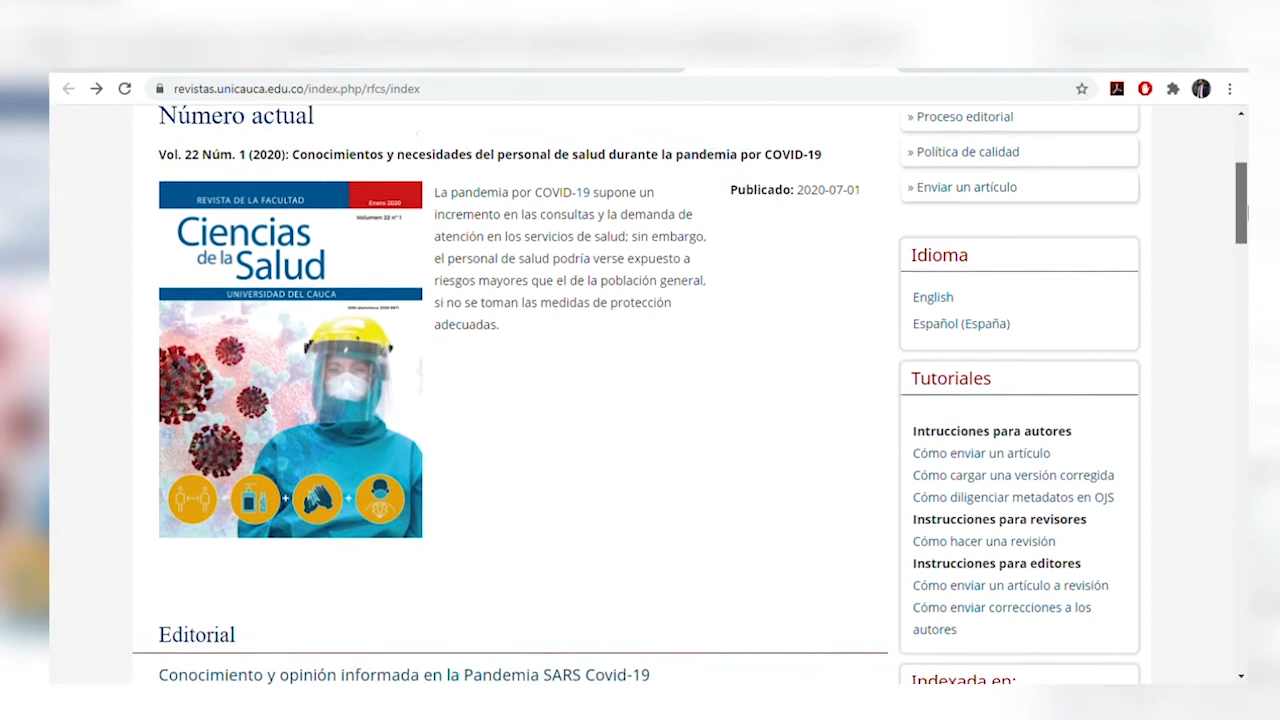 revistas.unicauca.edu.co/index.php/rfcs/index
Número actual
Vol. 22 Núm. 1 (2020): Conocimientos y necesidades del personal de salud durante la pandemia por COVID-19
REVISTA DE LA FACULTAD
Enero 2020
Volumen 22 nº 1
Ciencias
de la Salud
UNIVERSIDAD DEL CAUCA
La pandemia por COVID-19 supone un
incremento en las consultas y la demanda de
atención en los servicios de salud; sin embargo,
el personal de salud podría verse expuesto a
riesgos mayores que el de la población general,
si no se toman las medidas de protección
adecuadas.
Publicado: 2020-07-01
Editorial
Conocimiento y opinión informada en la Pandemia SARS Covid-19
» Proceso editorial
» Política de calidad
» Enviar un artículo
Idioma
English
Español (España)
Tutoriales
Intrucciones para autores
Cómo enviar un artículo
Cómo cargar una versión corregida
Cómo diligenciar metadatos en OJS
Instrucciones para revisores
Cómo hacer una revisión
Instrucciones para editores
Cómo enviar un artículo a revisión
Cómo enviar correcciones a los
autores
Indexada en: